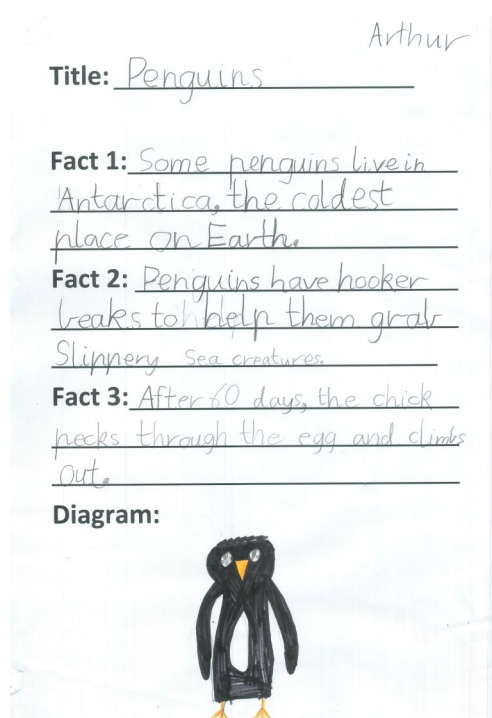 Arthur
Title: Penguins
Fact 1: Some penguins live in
Antarctica, the coldest
place on Earth.
Fact 2: Penguins have hooker
beaks to help them grab
Slippery Sea creatures.
Fact 3: After 60 days, the chick
pecks through the egg and climbs
out.
Diagram: